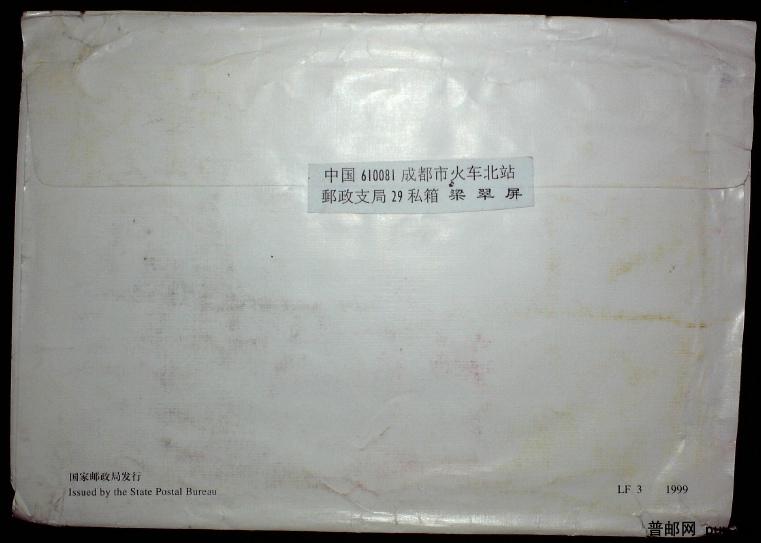 中国 610081 成都市火车北站
郵政支局 29 私箱 梁 翠 屏
国家邮政局发行
Issued by the State Postal Bureau
LF 3 1999
普邮网